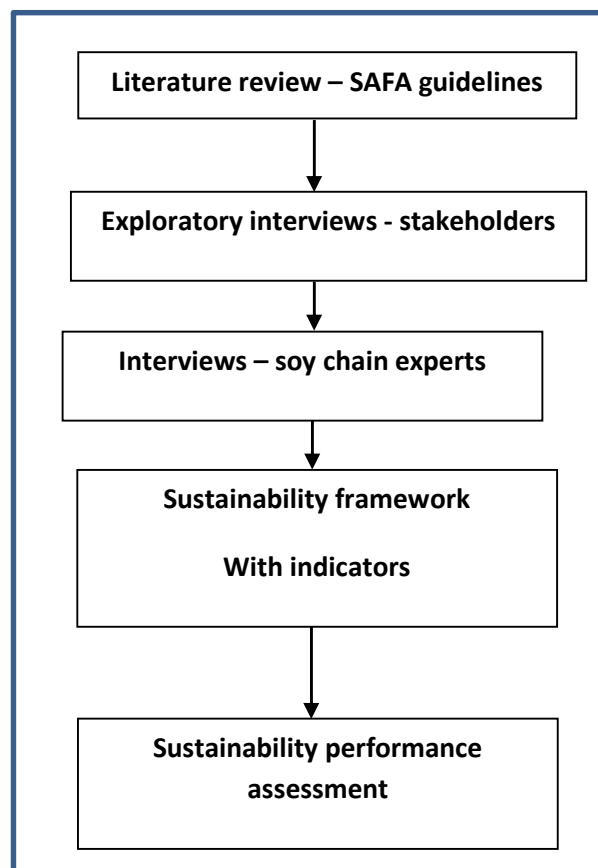 Literature review – SAFA guidelines
Exploratory interviews - stakeholders
Interviews – soy chain experts
Sustainability framework
With indicators
Sustainability performance
assessment